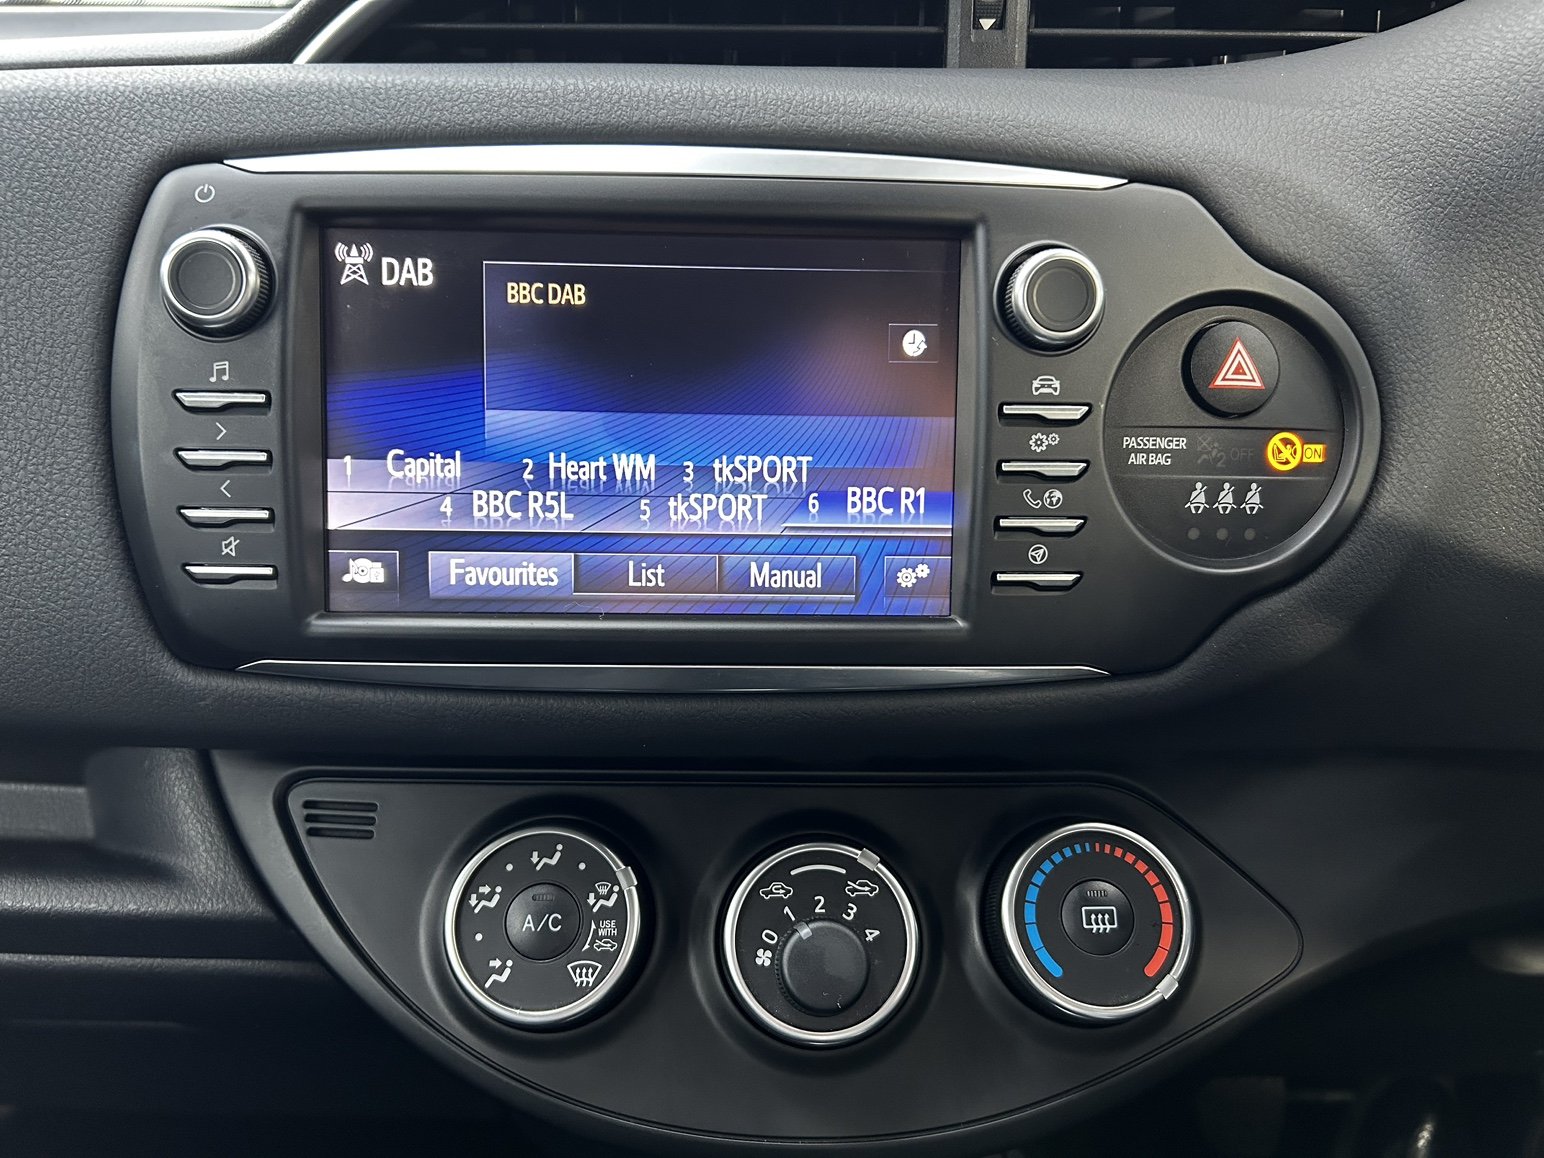 DAB
BBC DAB
1 Capital 2 Heart WM 3 tkSPORT
4 BBC R5L 5 tkSPORT 6 BBC R1
Favourites List Manual
PASSENGER
AIR BAG
2 OFF
ON
A/C
USE
WITH
0 1 2 3 4